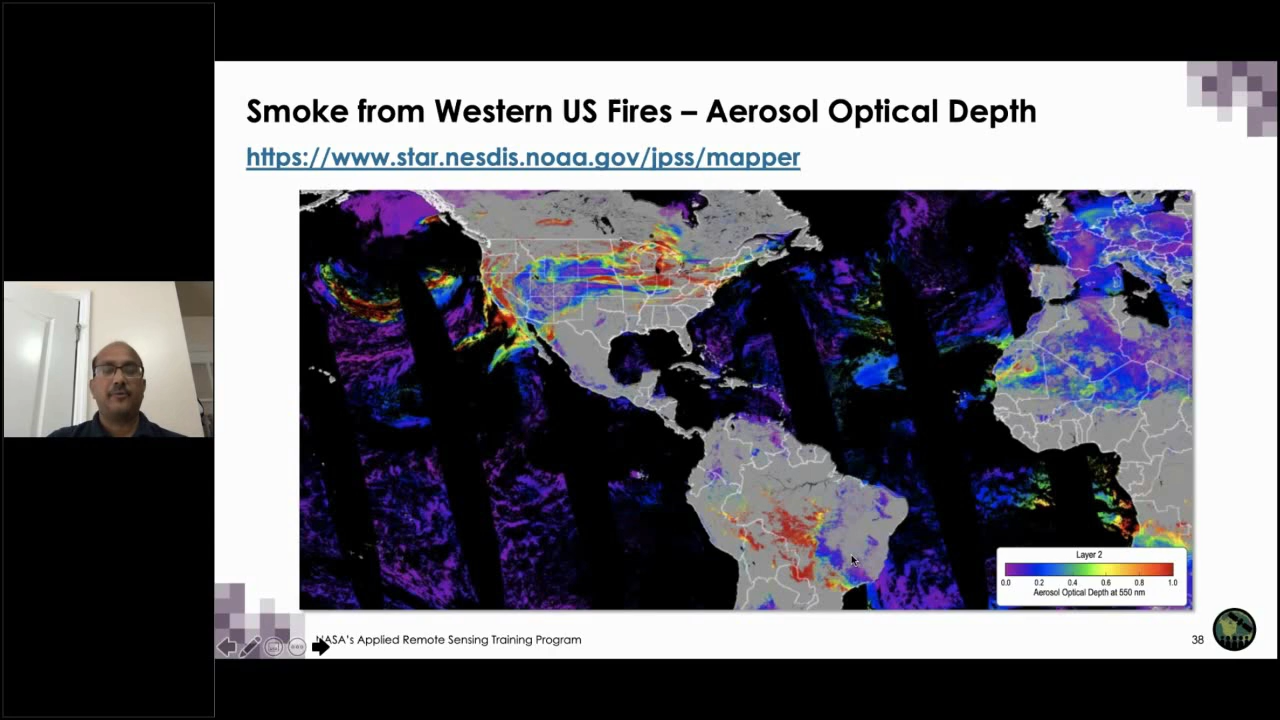 Smoke from Western US Fires – Aerosol Optical Depth
https://www.star.nesdis.noaa.gov/jpss/mapper
Layer 2
0.0 0.2 0.4 0.6 0.8 1.0
Aerosol Optical Depth at 550 nm
NASA's Applied Remote Sensing Training Program
38